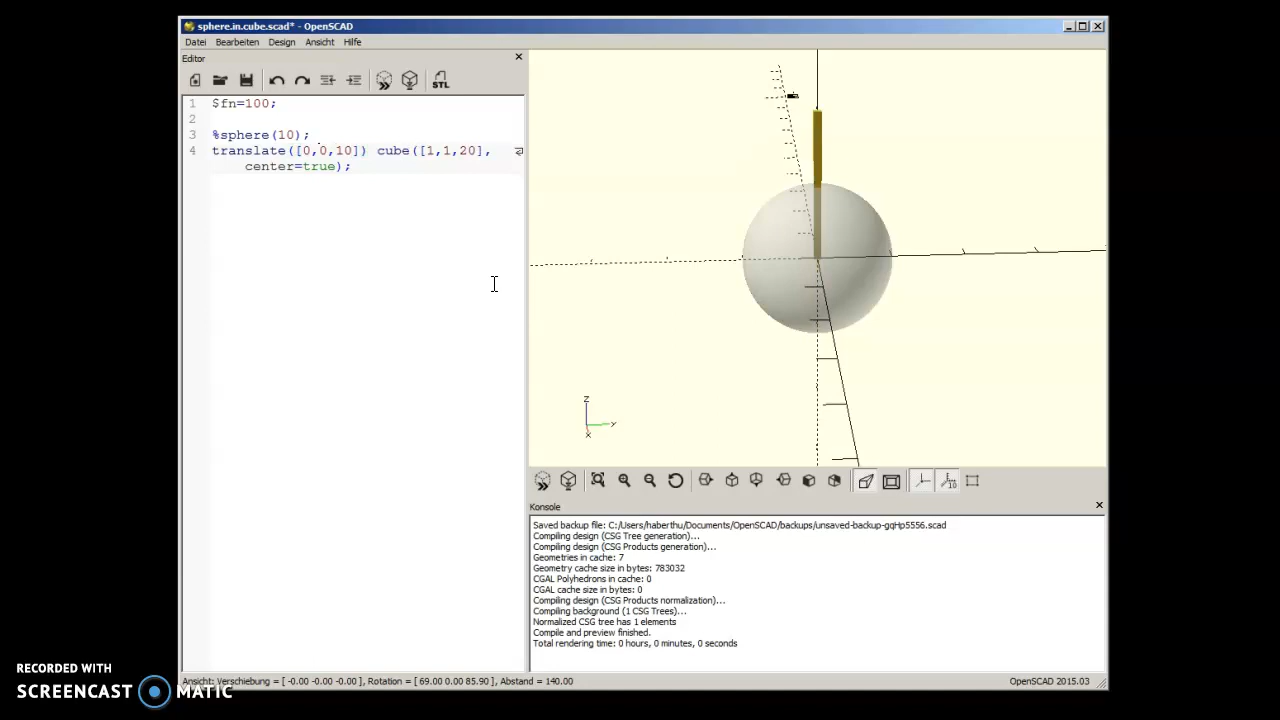 sphere.in.cube.scad* - OpenSCAD
Datei Bearbeiten Design Ansicht Hilfe
Editor
STL
1 $fn=100;
2
3 %sphere(10);
4 translate([0,0,10]) cube([1,1,20],
center=true);
Z
Y
X
10
Konsole
Saved backup file: C:/Users/haberthu/Documents/OpenSCAD/backups/unsaved-backup-gqHp5556.scad
Compiling design (CSG Tree generation)...
Compiling design (CSG Products generation)...
Geometries in cache: 7
Geometry cache size in bytes: 783032
CGAL Polyhedrons in cache: 0
CGAL cache size in bytes: 0
Compiling design (CSG Products normalization)...
Compiling background (1 CSG Trees)...
Normalized CSG tree has 1 elements
Compile and preview finished.
Total rendering time: 0 hours, 0 minutes, 0 seconds
Ansicht: Verschiebung = [ -0.00 -0.00 -0.00 ], Rotation = [ 69.00 0.00 85.90 ], Abstand = 140.00
OpenSCAD 2015.03
RECORDED WITH
SCREENCAST MATIC